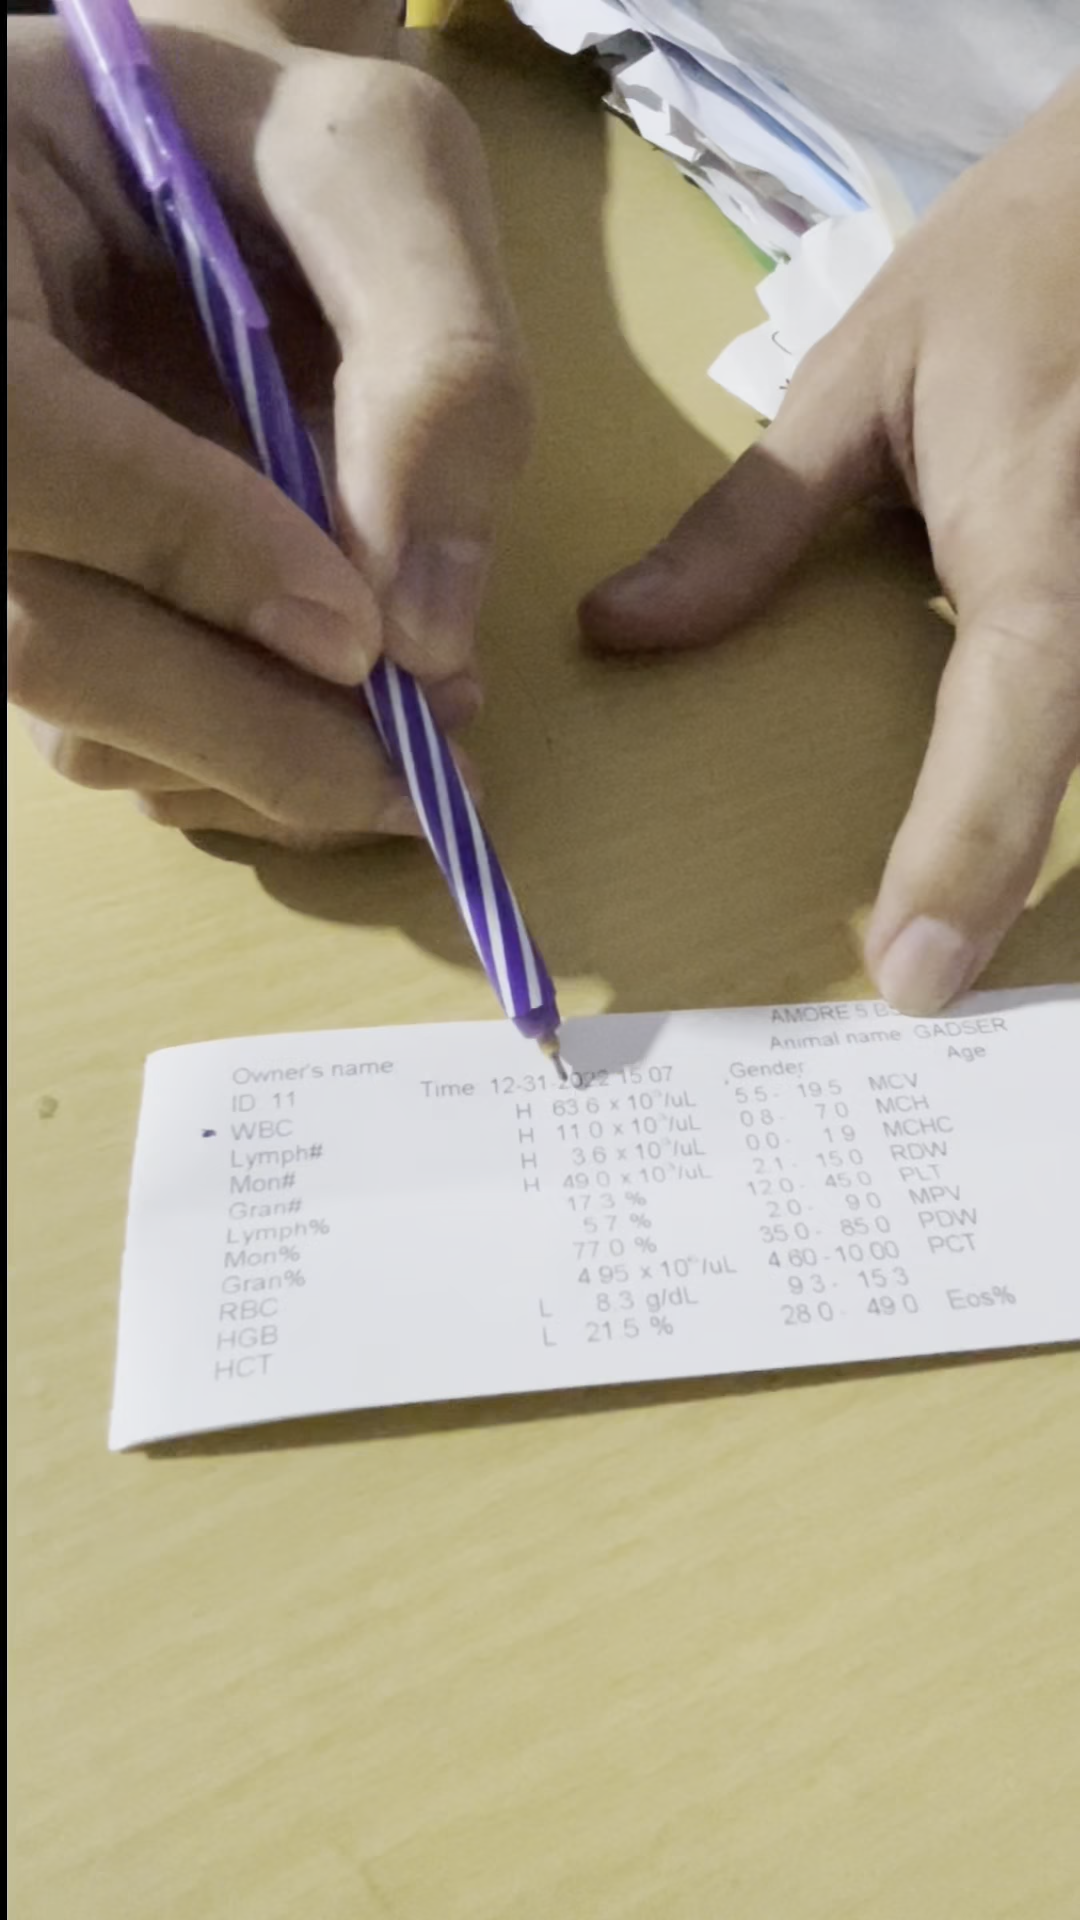 AMORE 5 B
Owner's name Animal name GADSER
ID 11 Time 12-31-2022 15:07 Gender Age
WBC H 63.6 x 10³/uL 5.5 - 19.5 MCV
Lymph# H 11.0 x 10³/uL 0.8 - 7.0 MCH
Mon# H 3.6 x 10³/uL 0.0 - 1.9 MCHC
Gran# H 49.0 x 10³/uL 2.1 - 15.0 RDW
Lymph% 17.3 % 12.0 - 45.0 PLT
Mon% 5.7 % 2.0 - 9.0 MPV
Gran% 77.0 % 35.0 - 85.0 PDW
RBC 4.95 x 10⁶/uL 4.60 - 10.00 PCT
HGB L 8.3 g/dL 9.3 - 15.3
HCT L 21.5 % 28.0 - 49.0 Eos%